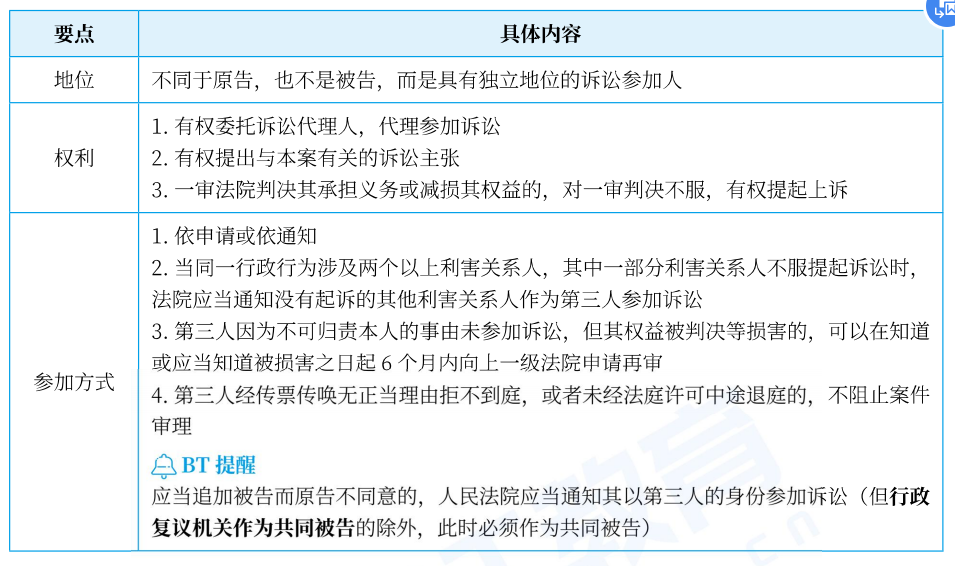 要点
具体内容
地位
不同于原告，也不是被告，而是具有独立地位的诉讼参加人
权利
1. 有权委托诉讼代理人，代理参加诉讼
2. 有权提出与本案有关的诉讼主张
3. 一审法院判决其承担义务或减损其权益的，对一审判决不服，有权提起上诉
参加方式
1. 依申请或依通知
2. 当同一行政行为涉及两个以上利害关系人，其中一部分利害关系人不服提起诉讼时，
法院应当通知没有起诉的其他利害关系人作为第三人参加诉讼
3. 第三人因为不可归责本人的事由未参加诉讼，但其权益被判决等损害的，可以在知道
或应当知道被损害之日起 6 个月内向上一级法院申请再审
4. 第三人经传票传唤无正当理由拒不到庭，或者未经法庭许可中途退庭的，不阻止案件
审理
BT 提醒
应当追加被告而原告不同意的，人民法院应当通知其以第三人的身份参加诉讼（但行政
复议机关作为共同被告的除外，此时必须作为共同被告）